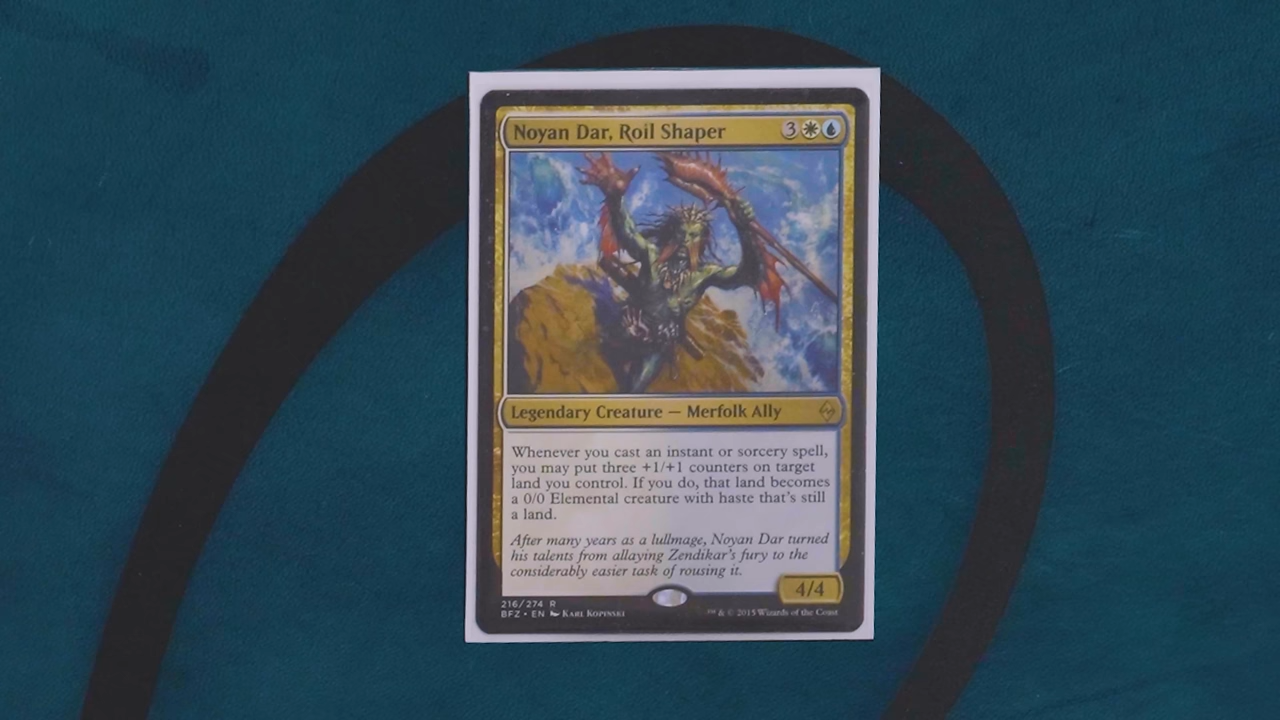 Noyan Dar, Roil Shaper 3
Legendary Creature — Merfolk Ally
Whenever you cast an instant or sorcery spell,
you may put three +1/+1 counters on target
land you control. If you do, that land becomes
a 0/0 Elemental creature with haste that's still
a land.
After many years as a lullmage, Noyan Dar turned
his talents from allaying Zendikar's fury to the
considerably easier task of rousing it.
4/4
216/274 R
BFZ • EN Karl Kopinski
™ & © 2015 Wizards of the Coast